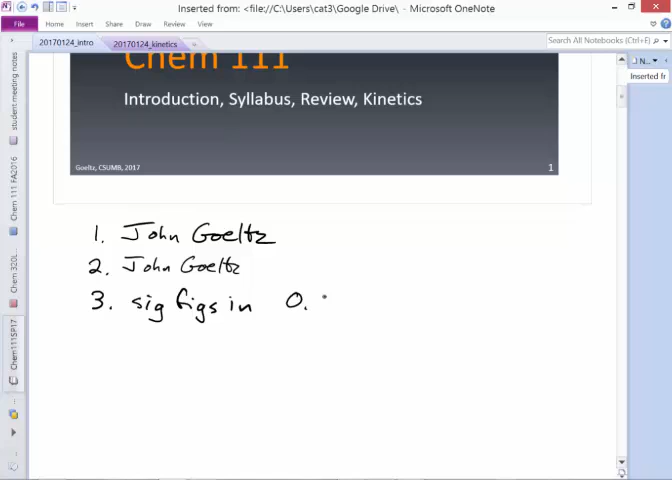 Inserted from: <file://C:\Users\cat3\Google Drive\ - Microsoft OneNote
File Home Insert Share Draw Review View
20170124_intro 20170124_kinetics Search All Notebooks (Ctrl+E)
student meeting notes
Chem 111 FA2016
Chem 320L
Chem111SP17
N...
Inserted fr
Chem 111
Introduction, Syllabus, Review, Kinetics
Goeltz, CSUMB, 2017 1
1. John Goeltz
2. John Goeltz
3. sig figs in 0.